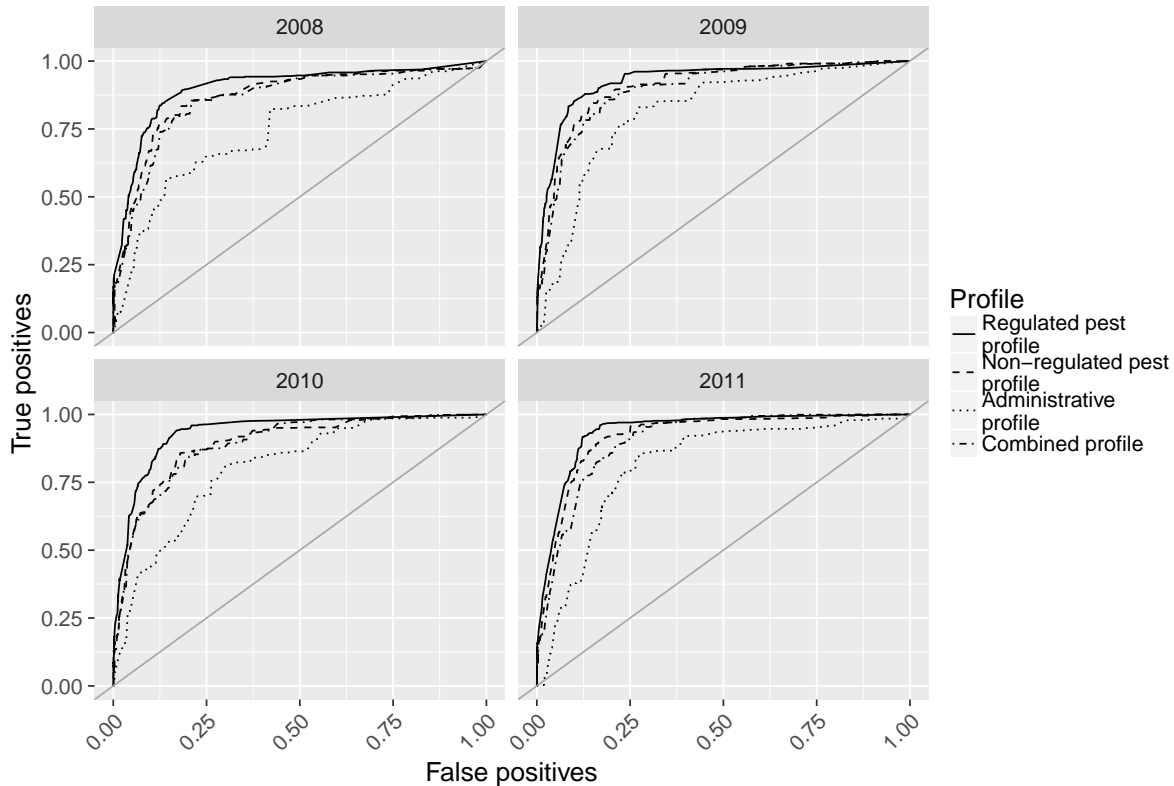 2008
2009
1.00
0.75
0.50
0.25
0.00
2010
2011
1.00
0.75
0.50
0.25
0.00
True positives
0.00
0.25
0.50
0.75
1.00
0.00
0.25
0.50
0.75
1.00
False positives
Profile
Regulated pest
profile
Non−regulated pest
profile
Administrative
profile
Combined profile